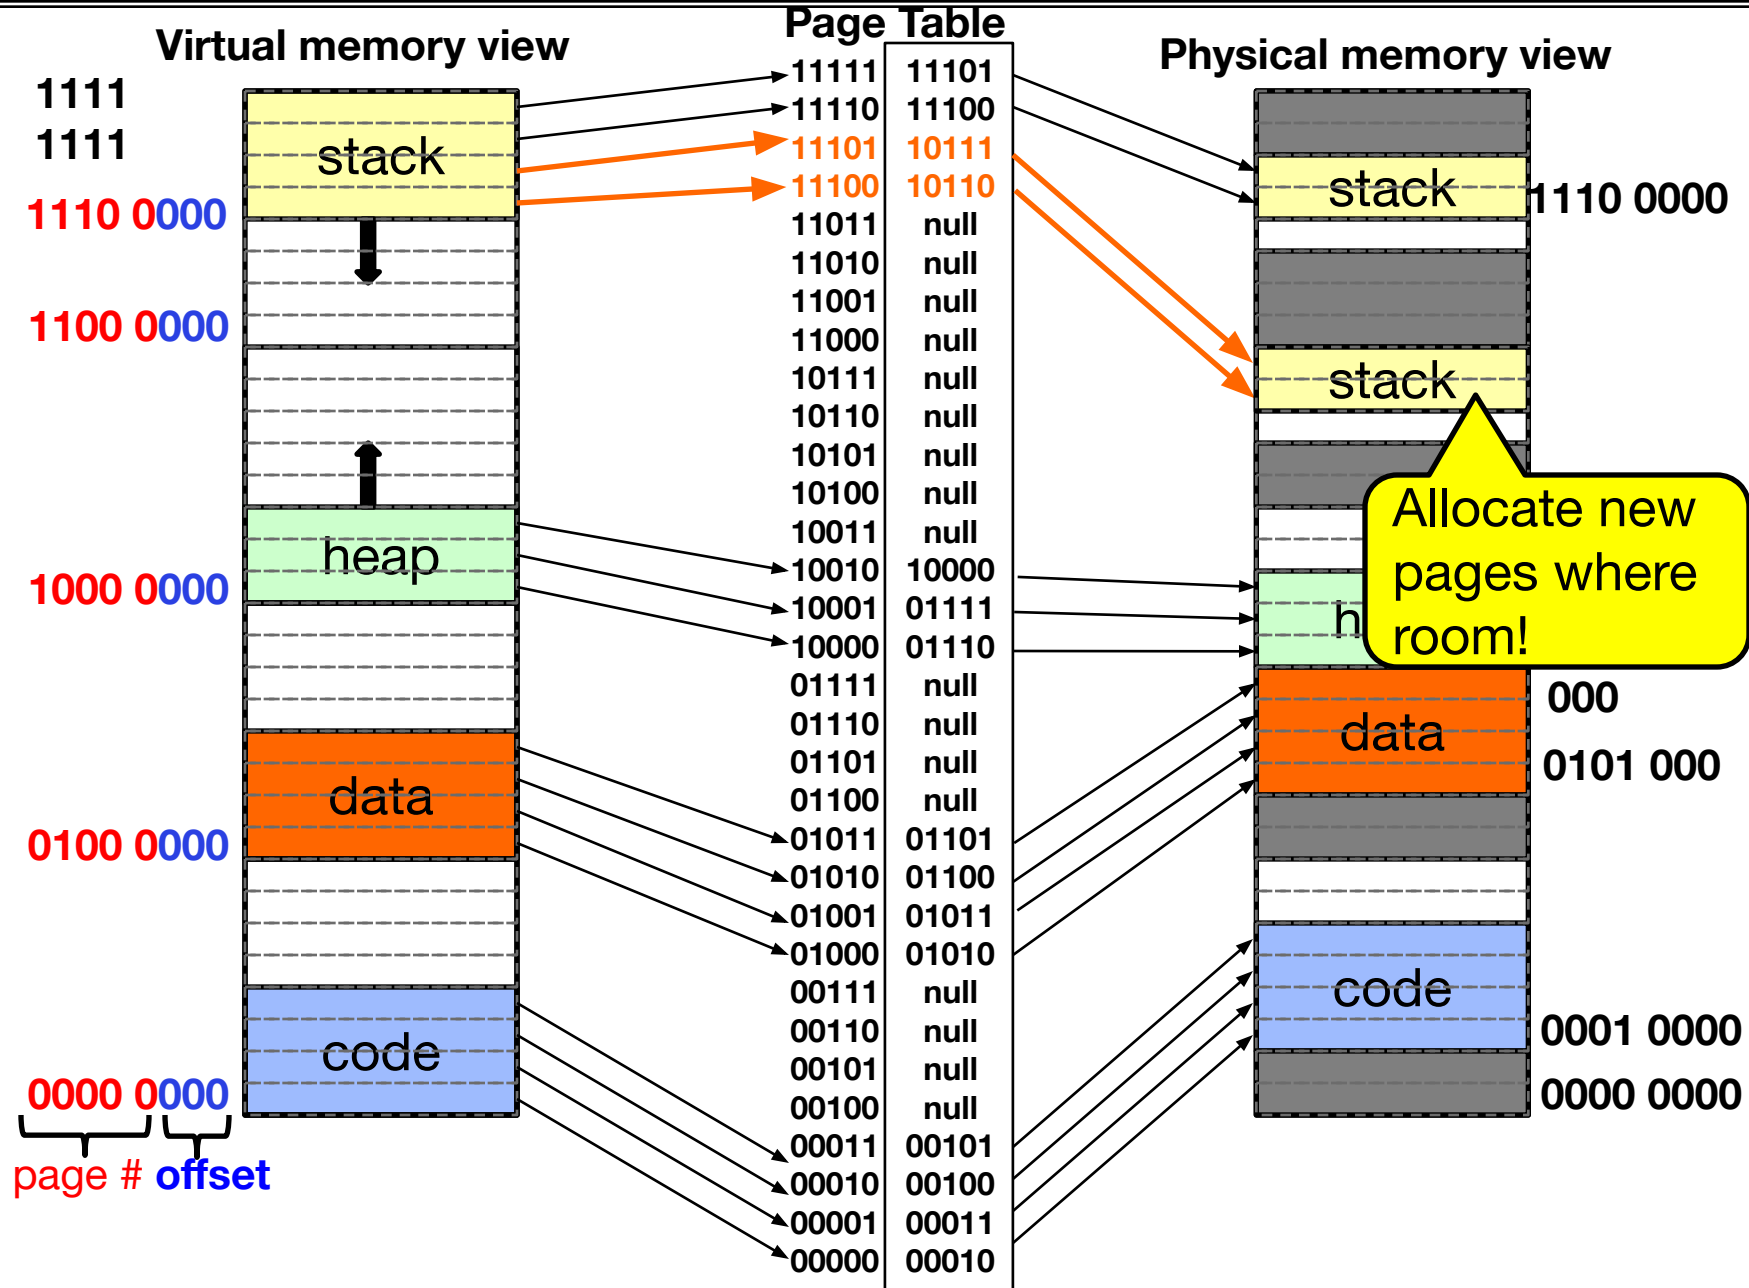 Page Table
Virtual memory view
Physical memory view
1111
1111
1110 0000
1100 0000
1000 0000
0100 0000
0000 0000
page # offset
stack
heap
data
code
11111 11101
11110 11100
11101 10111
11100 10110
11011 null
11010 null
11001 null
11000 null
10111 null
10110 null
10101 null
10100 null
10011 null
10010 10000
10001 01111
10000 01110
01111 null
01110 null
01101 null
01100 null
01011 01101
01010 01100
01001 01011
01000 01010
00111 null
00110 null
00101 null
00100 null
00011 00101
00010 00100
00001 00011
00000 00010
stack
1110 0000
stack
Allocate new
pages where
room!
h
000
data
0101 000
code
0001 0000
0000 0000